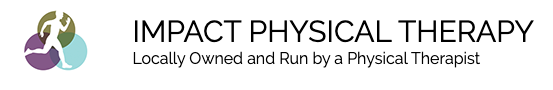 IMPACT PHYSICAL THERAPY
Locally Owned and Run by a Physical Therapist